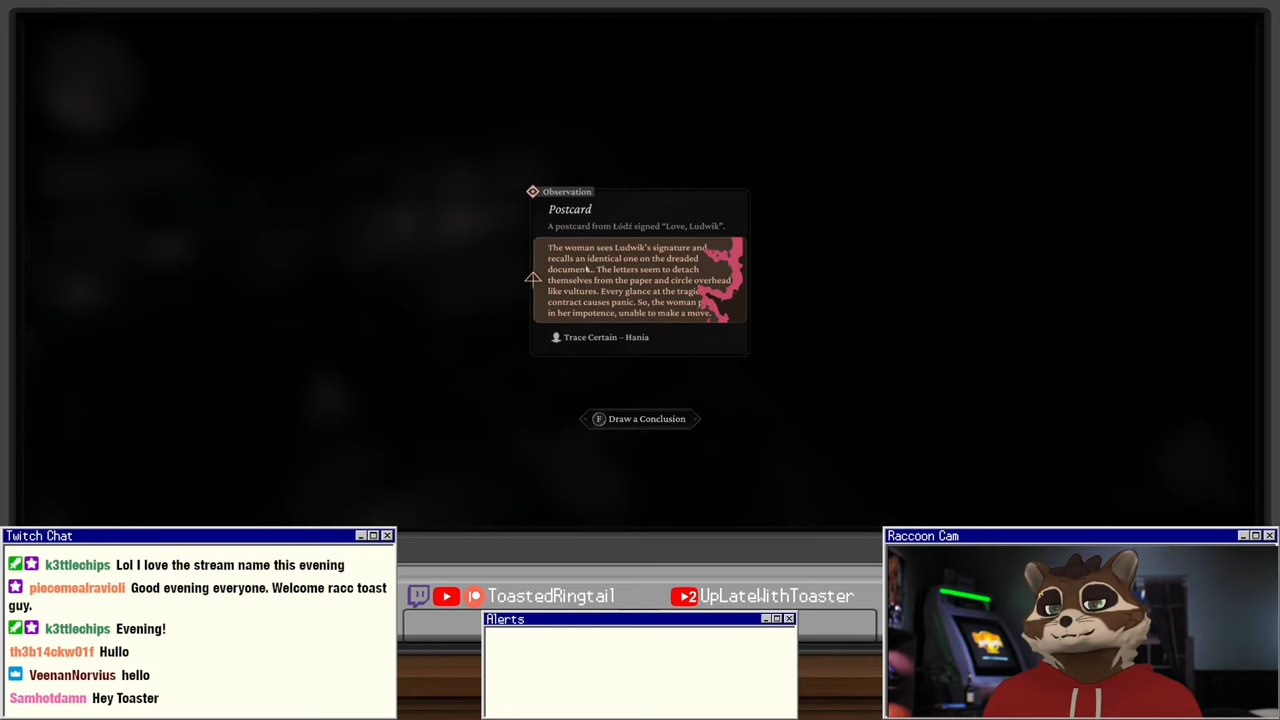 Observation
Postcard
A postcard from Łódź signed “Love, Ludwik”.
The woman sees Ludwik's signature and
recalls an identical one on the dreaded
document... The letters seem to detach
themselves from the paper and circle overhead
like vultures. Every glance at the tragic
contract causes panic. So, the woman
in her impotence, unable to make a move.
Trace Certain – Hania
F Draw a Conclusion
Twitch Chat
k3ttlechips Lol I love the stream name this evening
piecomealravioli Good evening everyone. Welcome racc toast
guy.
k3ttlechips Evening!
th3b14ckw01f Hullo
VeenanNorvius hello
Samhotdamn Hey Toaster
ToastedRingtail
2 UpLateWithToaster
Alerts
Raccoon Cam